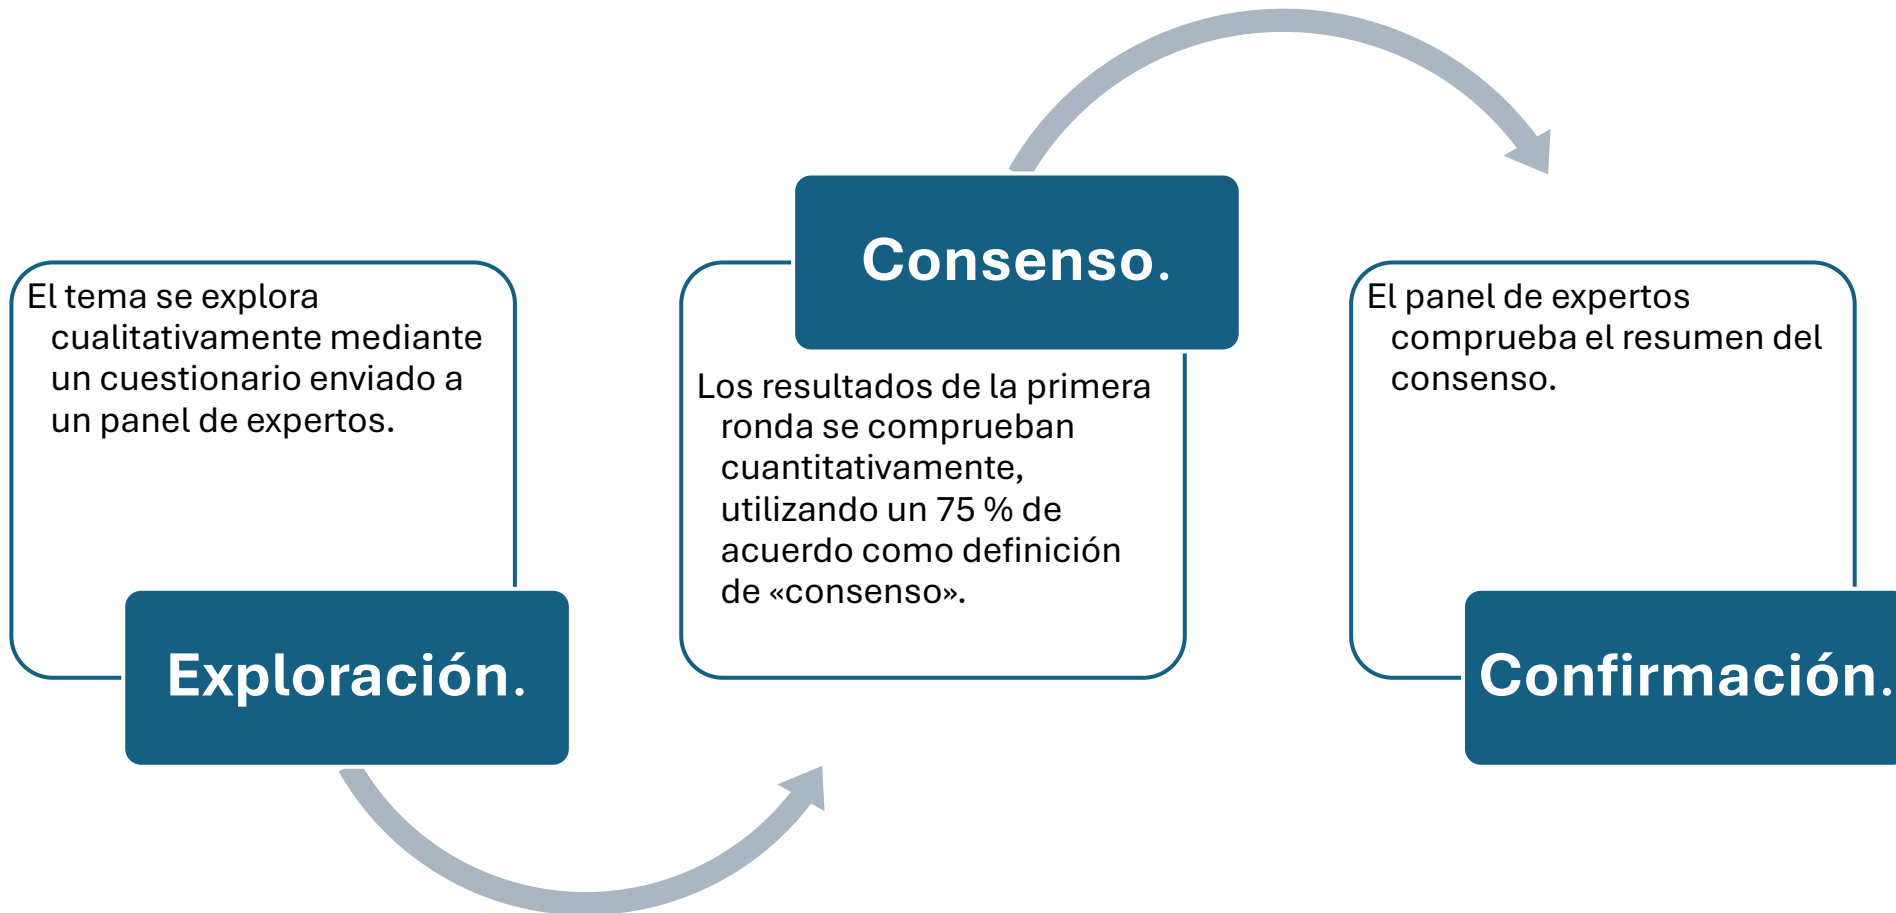 El tema se explora
cualitativamente mediante
un cuestionario enviado a
un panel de expertos.
Exploración.
Consenso.
Los resultados de la primera
ronda se comprueban
cuantitativamente,
utilizando un 75 % de
acuerdo como definición
de «consenso».
El panel de expertos
comprueba el resumen del
consenso.
Confirmación.